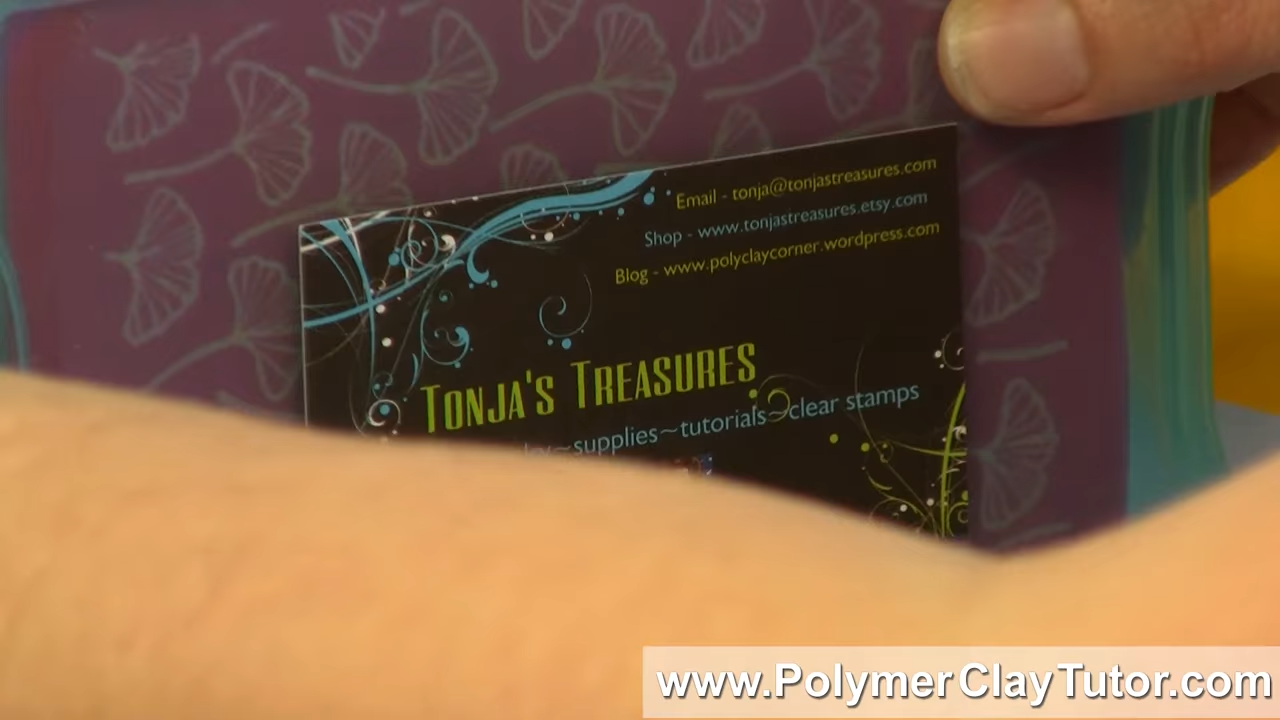 Email - tonja@tonjastreasures.com
Shop - www.tonjastreasures.etsy.com
Blog - www.polyclaycorner.wordpress.com
TONJA'S TREASURES
~supplies~tutorials~clear stamps
www.PolymerClayTutor.com